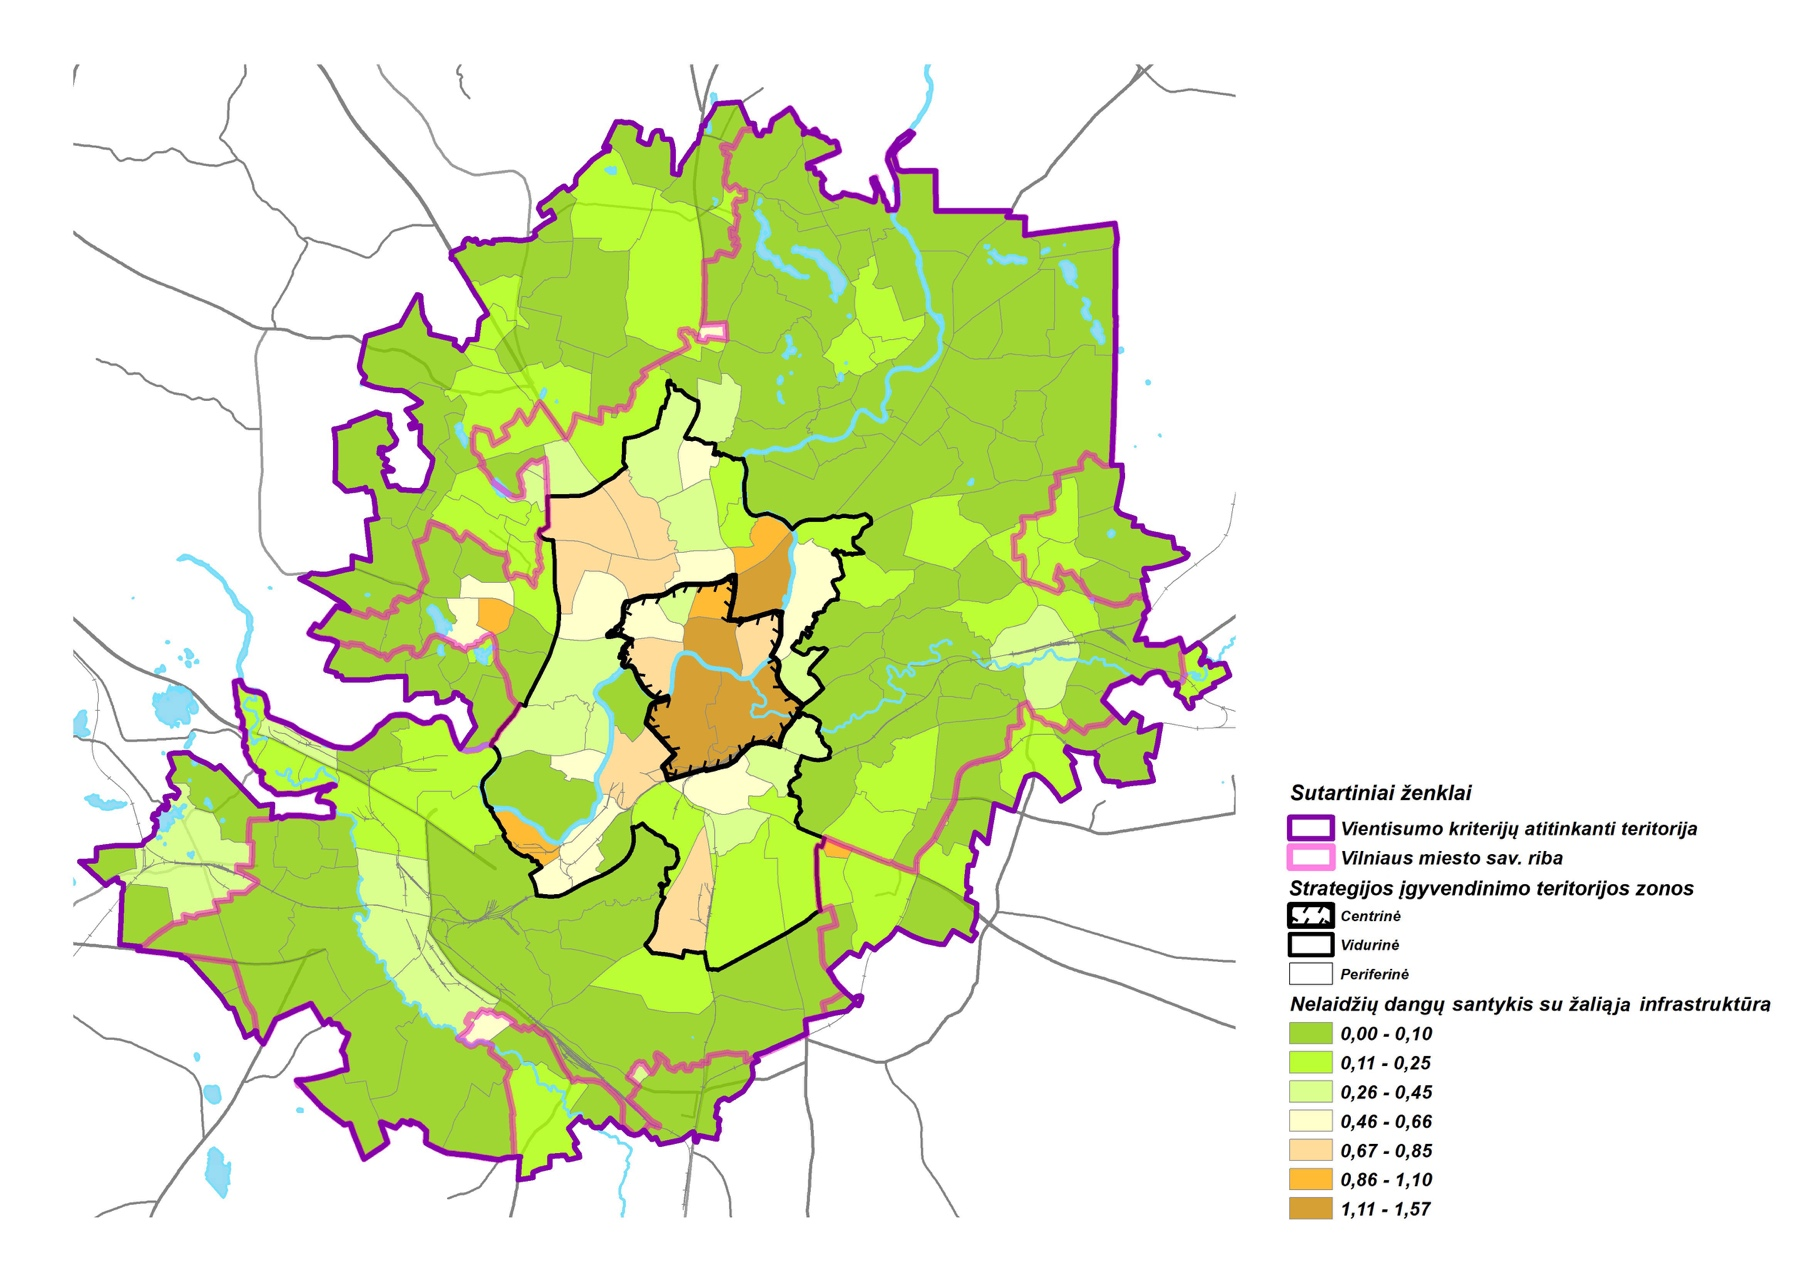 Sutartiniai ženklai
Vientisumo kriterijų atitinkanti teritorija
Vilniaus miesto sav. riba
Strategijos įgyvendinimo teritorijos zonos
Centrinė
Vidurinė
Periferinė
Nelaidžių dangų santykis su žaliąja infrastruktūra
0,00 - 0,10
0,11 - 0,25
0,26 - 0,45
0,46 - 0,66
0,67 - 0,85
0,86 - 1,10
1,11 - 1,57